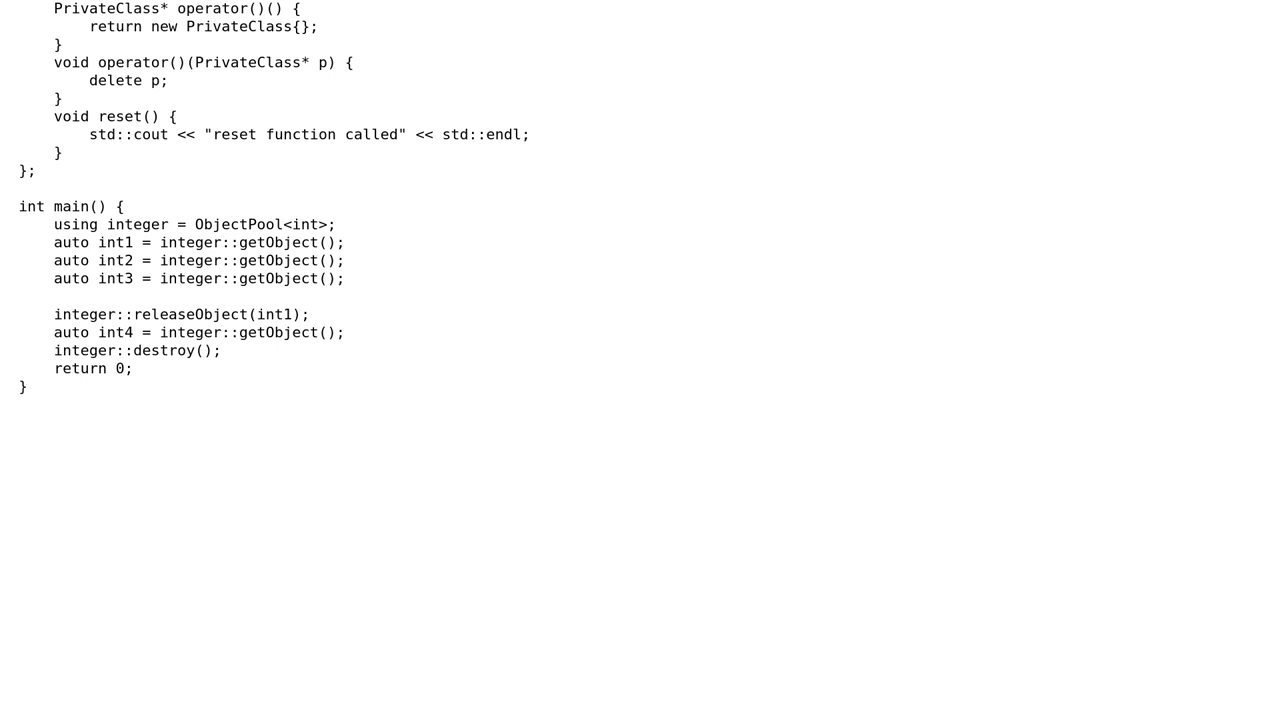 PrivateClass* operator()() {
        return new PrivateClass{};
    }
    void operator()(PrivateClass* p) {
        delete p;
    }
    void reset() {
        std::cout << "reset function called" << std::endl;
    }
};

int main() {
    using integer = ObjectPool<int>;
    auto int1 = integer::getObject();
    auto int2 = integer::getObject();
    auto int3 = integer::getObject();

    integer::releaseObject(int1);
    auto int4 = integer::getObject();
    integer::destroy();
    return 0;
}